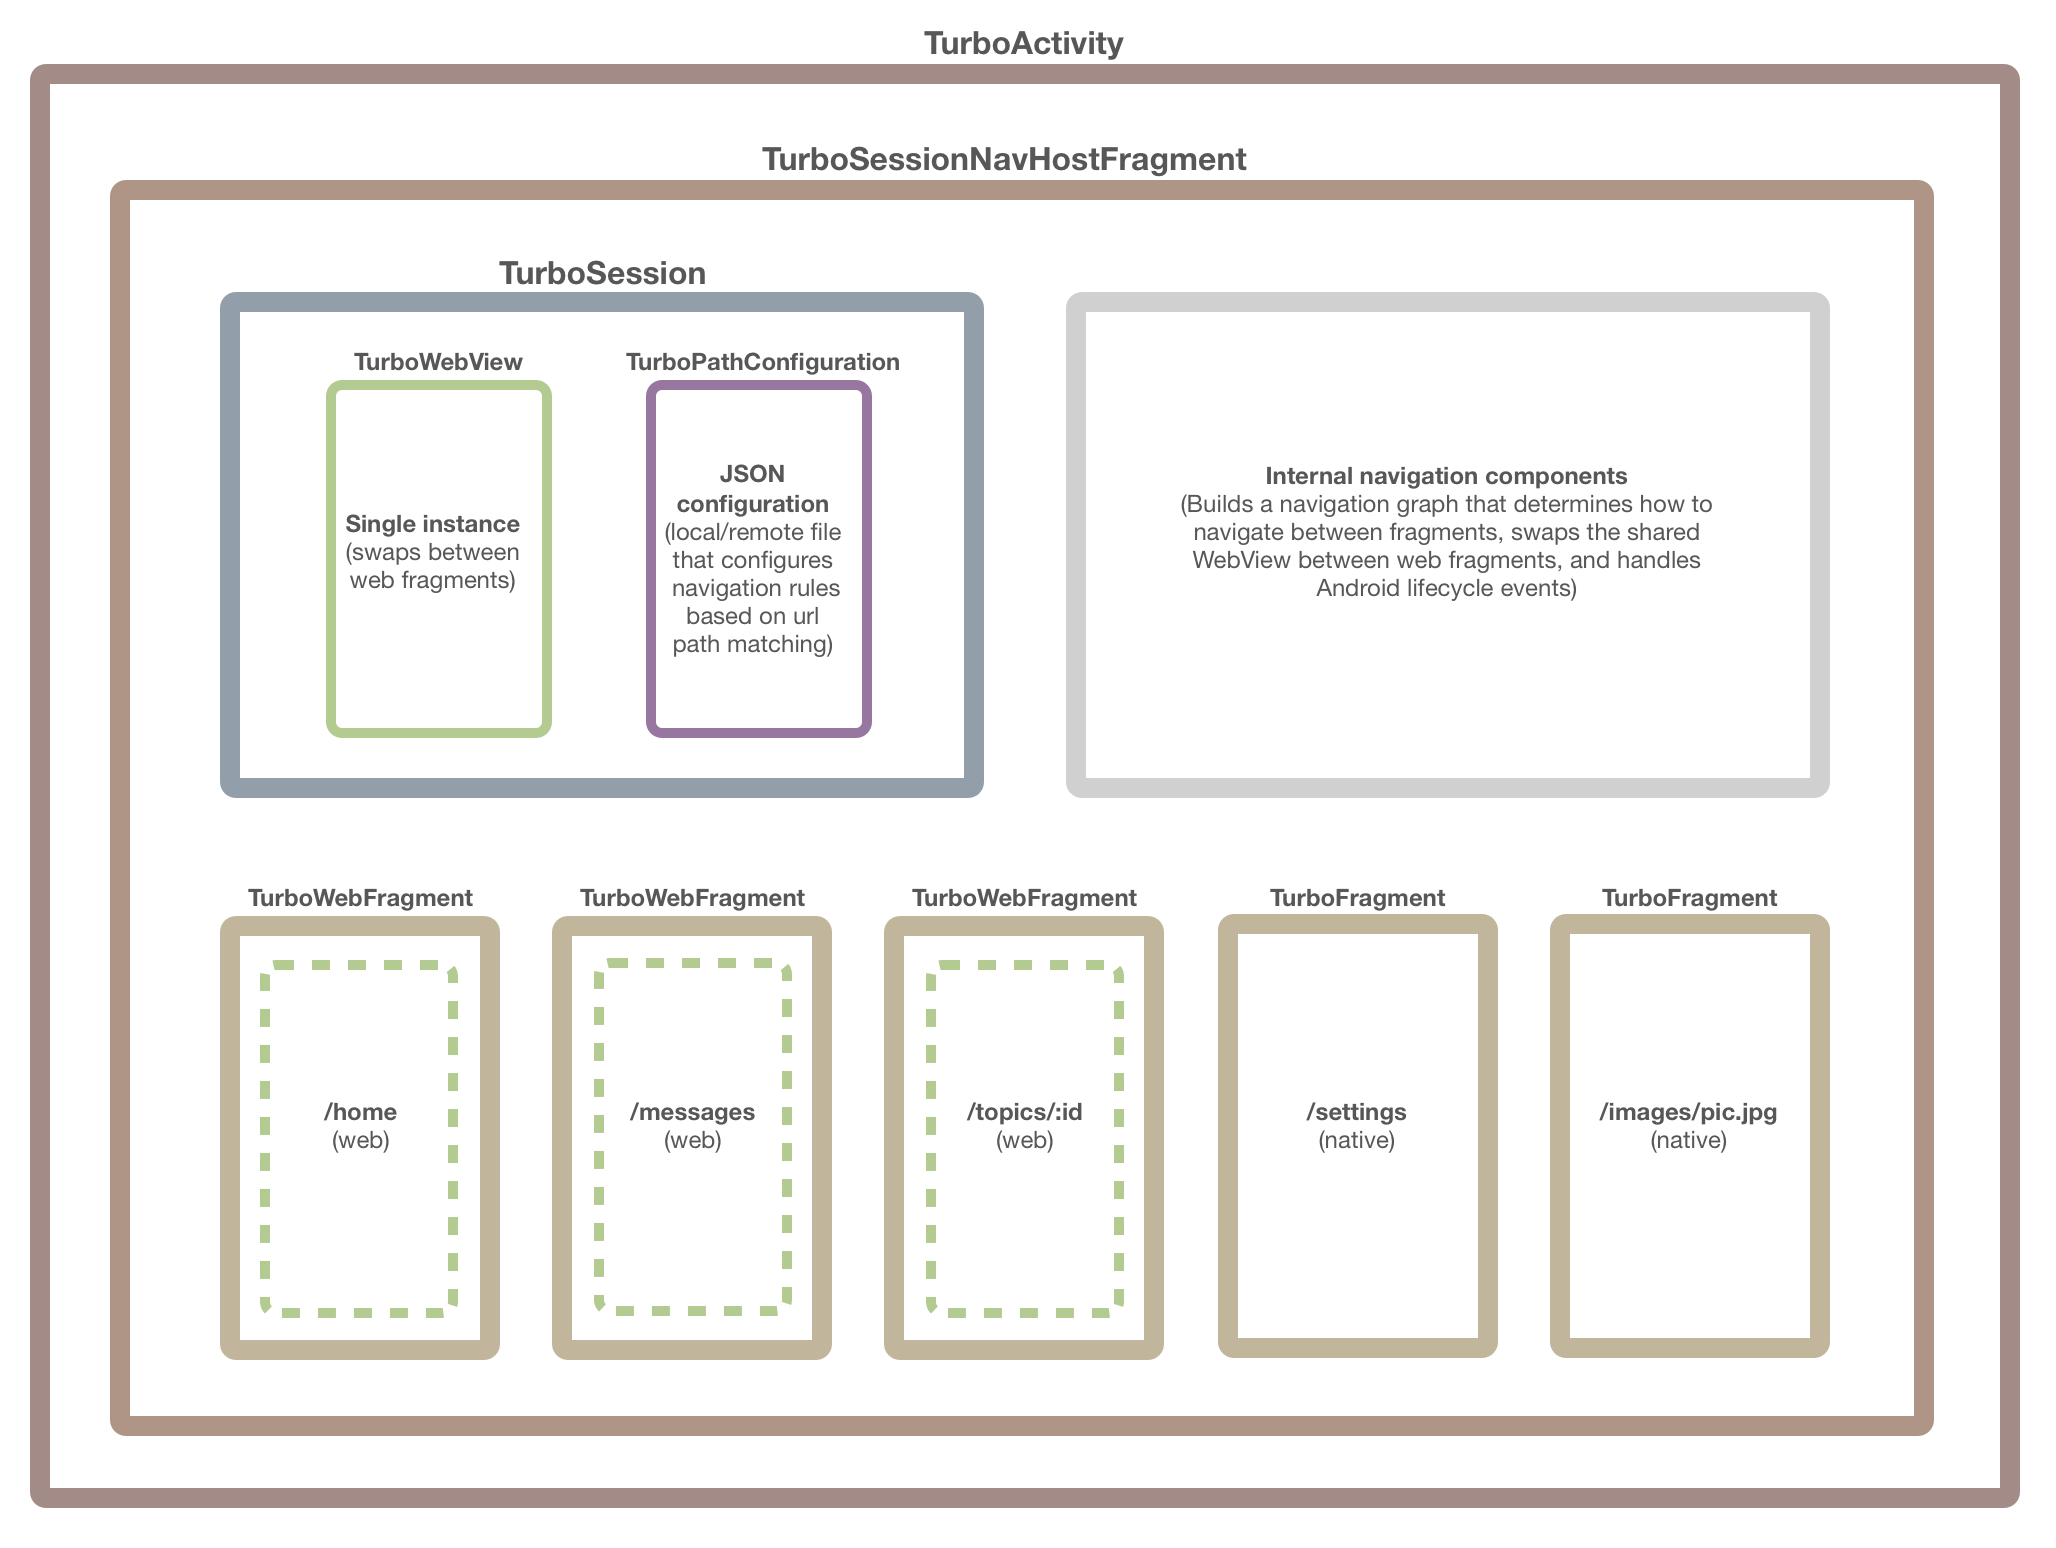 TurboActivity
TurboSessionNavHostFragment
TurboSession
TurboWebView
Single instance
(swaps between
web fragments)
TurboPathConfiguration
JSON
configuration
(local/remote file
that configures
navigation rules
based on url
path matching)
Internal navigation components
(Builds a navigation graph that determines how to
navigate between fragments, swaps the shared
WebView between web fragments, and handles
Android lifecycle events)
TurboWebFragment
/home
(web)
TurboWebFragment
/messages
(web)
TurboWebFragment
/topics/:id
(web)
TurboFragment
/settings
(native)
TurboFragment
/images/pic.jpg
(native)